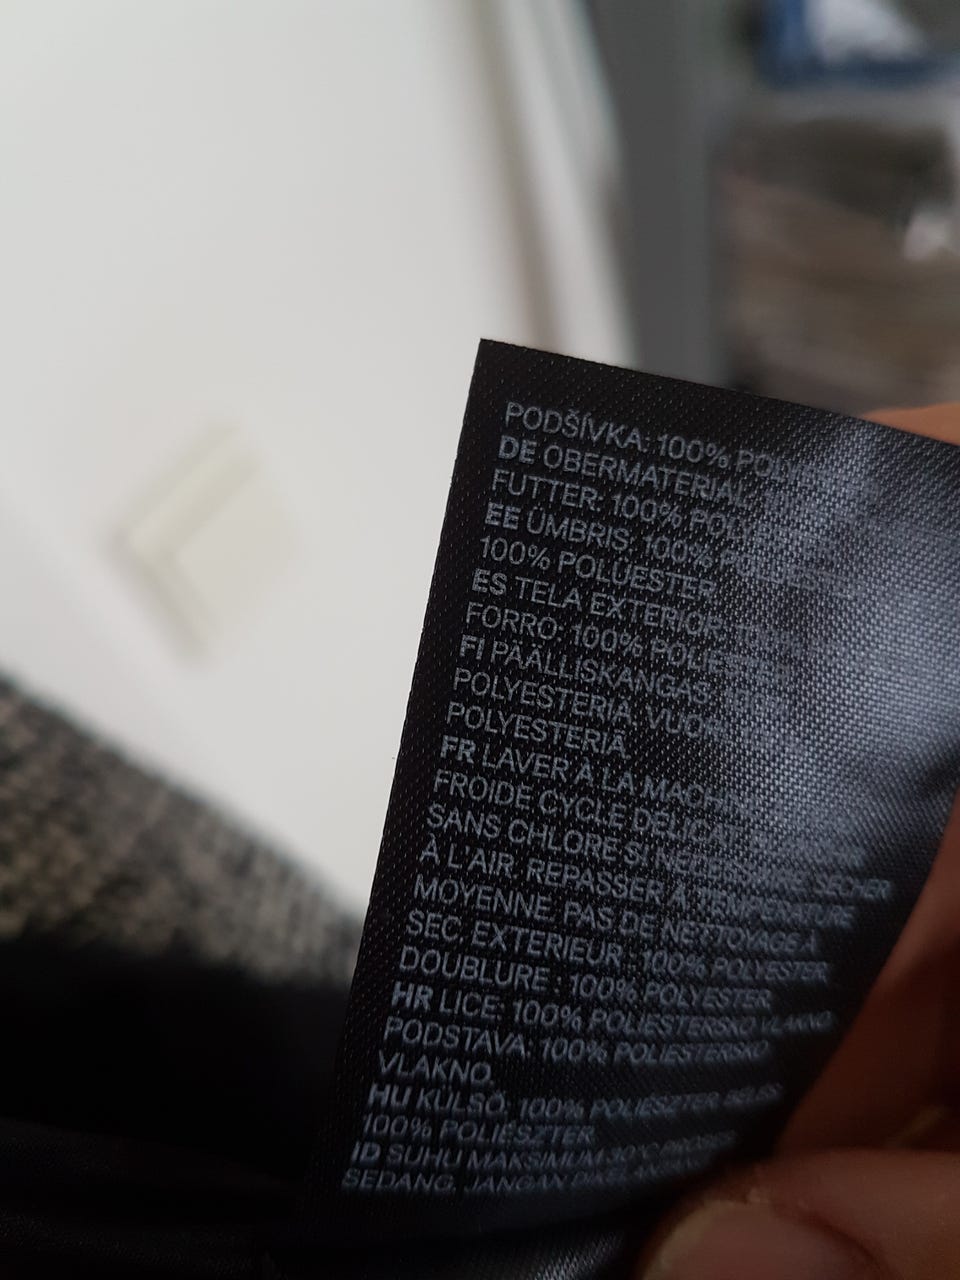 PODŠÍVKA: 100%
DE OBERMATERIAL:
FUTTER: 100%
EE ÜMBRIS: 100%
100% POLÜESTER
ES TELA EXTERIOR:
FORRO: 100% POLIESTER
FI PÄÄLLISKANGAS:
POLYESTERIÄ.
POLYESTERIÄ
FR LAVER À LA MACHINE
FROIDE CYCLE DELICAT
SANS CHLORE SI NÉCESSAIRE. SÉCHER
À L'AIR. REPASSER À TEMPÉRATURE
MOYENNE. PAS DE NETTOYAGE À
SEC. EXTERIEUR : 100% POLYESTER
DOUBLURE : 100% POLYESTER
HR LICE: 100% POLIESTERSKO VLAKNO.
PODSTAVA: 100% POLIESTERSKO
VLAKNO.
HU KÜLSŐ: 100% POLIÉSZTER. BÉLÉS:
100% POLIÉSZTER
ID SUHU MAKSIMUM 30°C
SEDANG, JANGAN